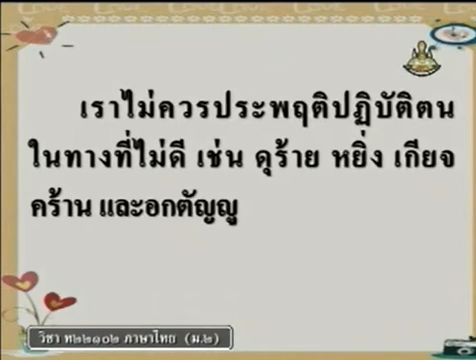 เราไม่ควรประพฤติปฏิบัติตน
ในทางที่ไม่ดี เช่น ดุร้าย หยิ่ง เกียจ
คร้าน และอกตัญญู
วิชา ท๒๒๑๐๒ ภาษาไทย (ม.๒)